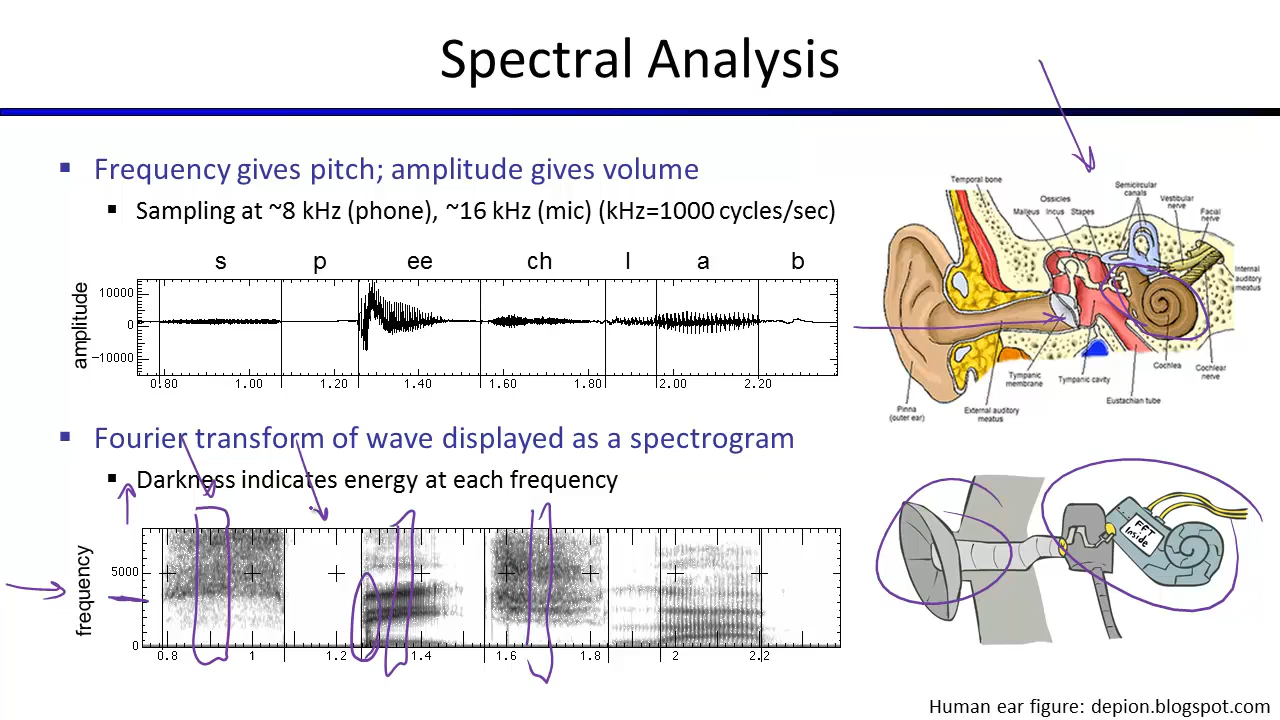 Spectral Analysis
Frequency gives pitch; amplitude gives volume
Sampling at ~8 kHz (phone), ~16 kHz (mic) (kHz=1000 cycles/sec)
s p ee ch l a b
amplitude
10000
0
−10000
0.80 1.00 1.20 1.40 1.60 1.80 2.00 2.20
Fourier transform of wave displayed as a spectrogram
Darkness indicates energy at each frequency
frequency
5000
0
0.8 1 1.2 1.4 1.6 1.8 2 2.2
Temporal bone
Ossicles
Malleus Incus Stapes
Semicircular
canals
Vestibular
nerve
Facial
nerve
Internal
auditory
meatus
Cochlear
nerve
Cochlea
Eustachian tube
Tympanic cavity
Tympanic
membrane
External auditory
meatus
Pinna
(outer ear)
FFT
Inside
Human ear figure: depion.blogspot.com